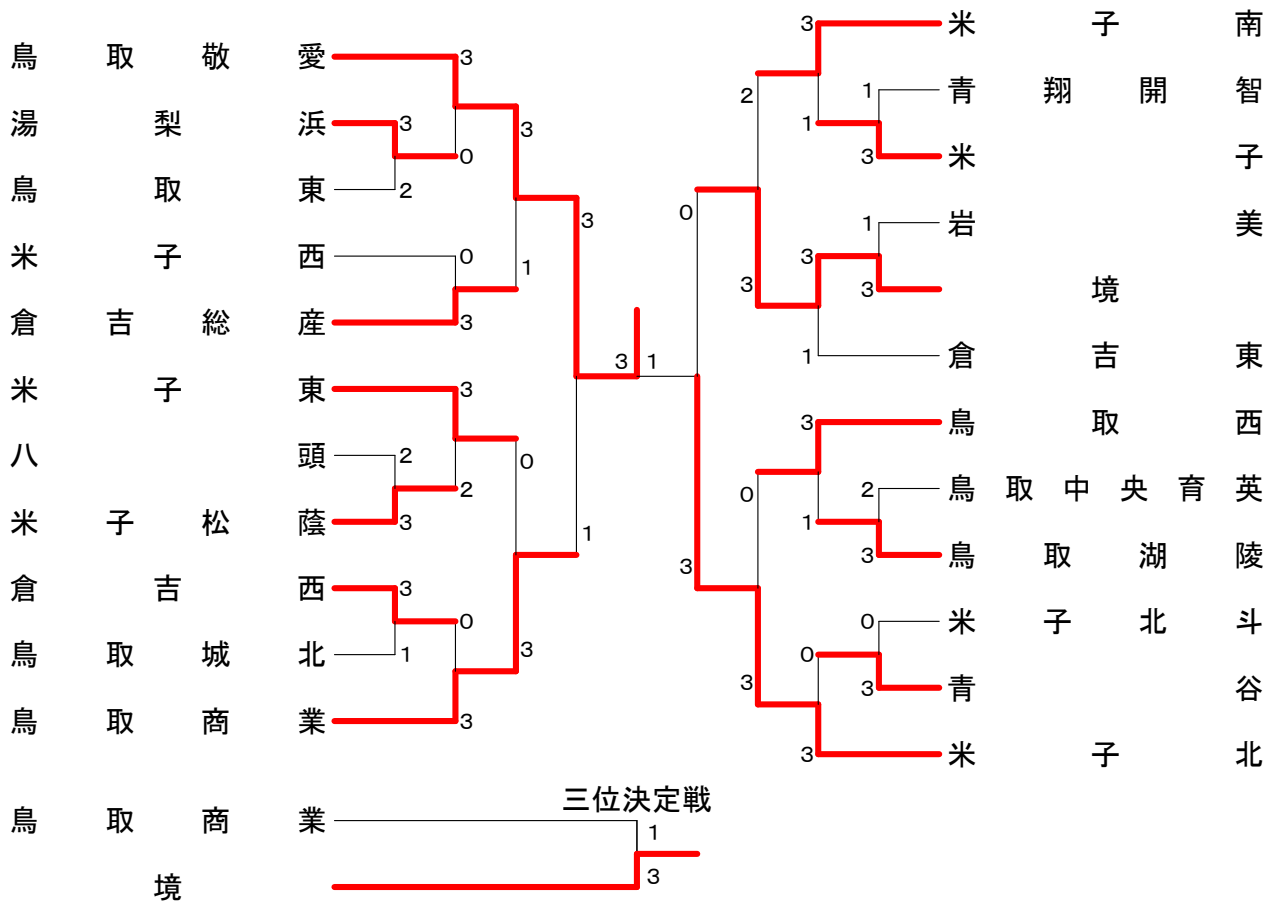 鳥取敬愛
湯梨浜
鳥取東
米子西
倉吉総産
米子東
八頭
米子松蔭
倉吉西
鳥取城北
鳥取商業
3
3
2
0
0
3
3
2
3
2
3
1
0
3
3
1
0
3
3
1
3
1
米子南
青翔開智
米子
岩美
境
倉吉東
鳥取西
鳥取中央育英
鳥取湖陵
米子北斗
青谷
米子北
3
1
1
3
1
3
3
1
3
2
1
3
0
0
3
3
2
3
0
3
0
3
三位決定戦
鳥取商業
1
境
3